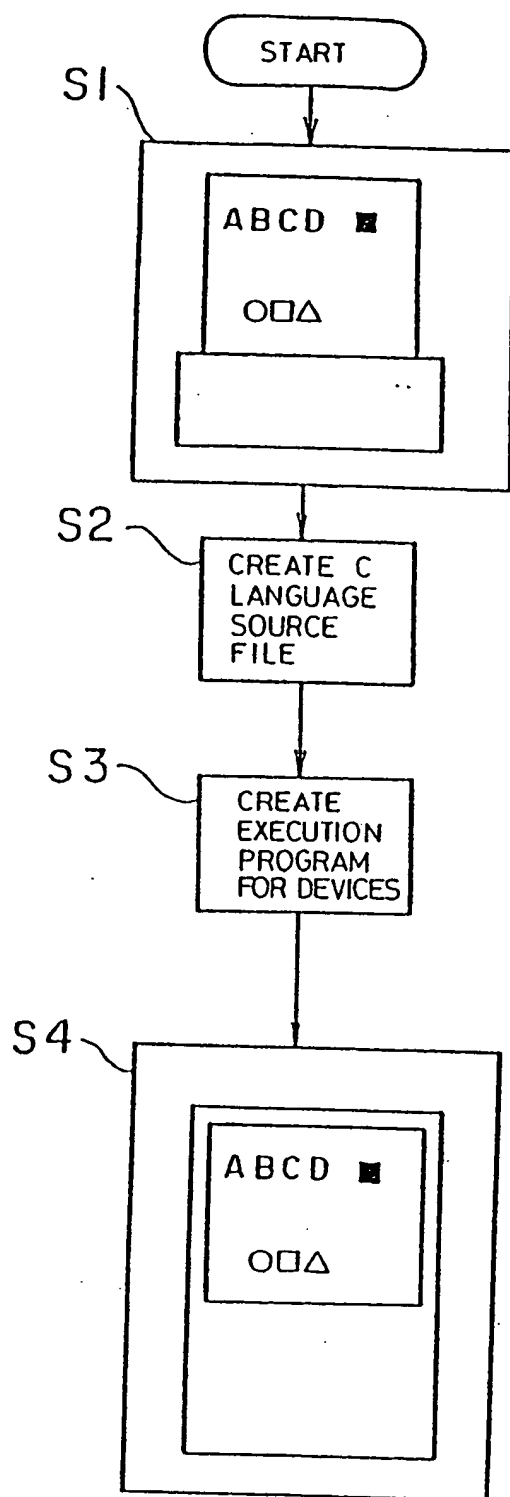 START
S1
ABCD ■
○□△
S2
CREATE C
LANGUAGE
SOURCE
FILE
S3
CREATE
EXECUTION
PROGRAM
FOR DEVICES
S4
ABCD ■
○□△